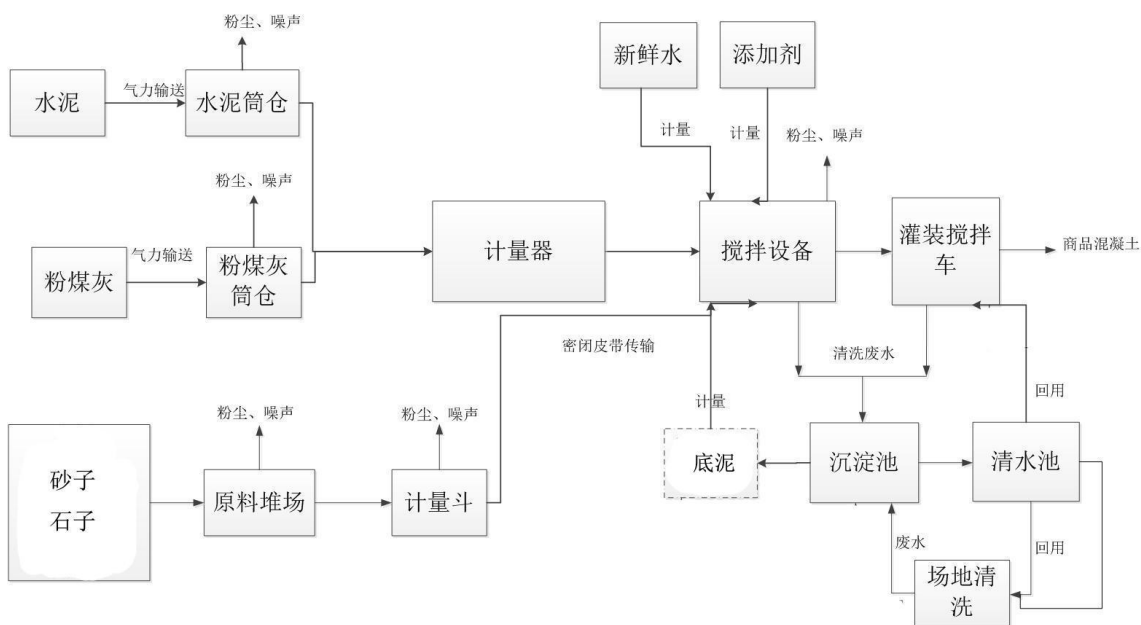 粉尘、噪声
水泥
气力输送
水泥筒仓
新鲜水
添加剂
计量
计量
粉尘、噪声
粉尘、噪声
粉煤灰
气力输送
粉煤灰
筒仓
计量器
搅拌设备
灌装搅拌
车
商品混凝土
密闭皮带传输
清洗废水
砂子
石子
粉尘、噪声
原料堆场
粉尘、噪声
计量斗
计量
底泥
沉淀池
清水池
回用
废水
回用
场地清
洗